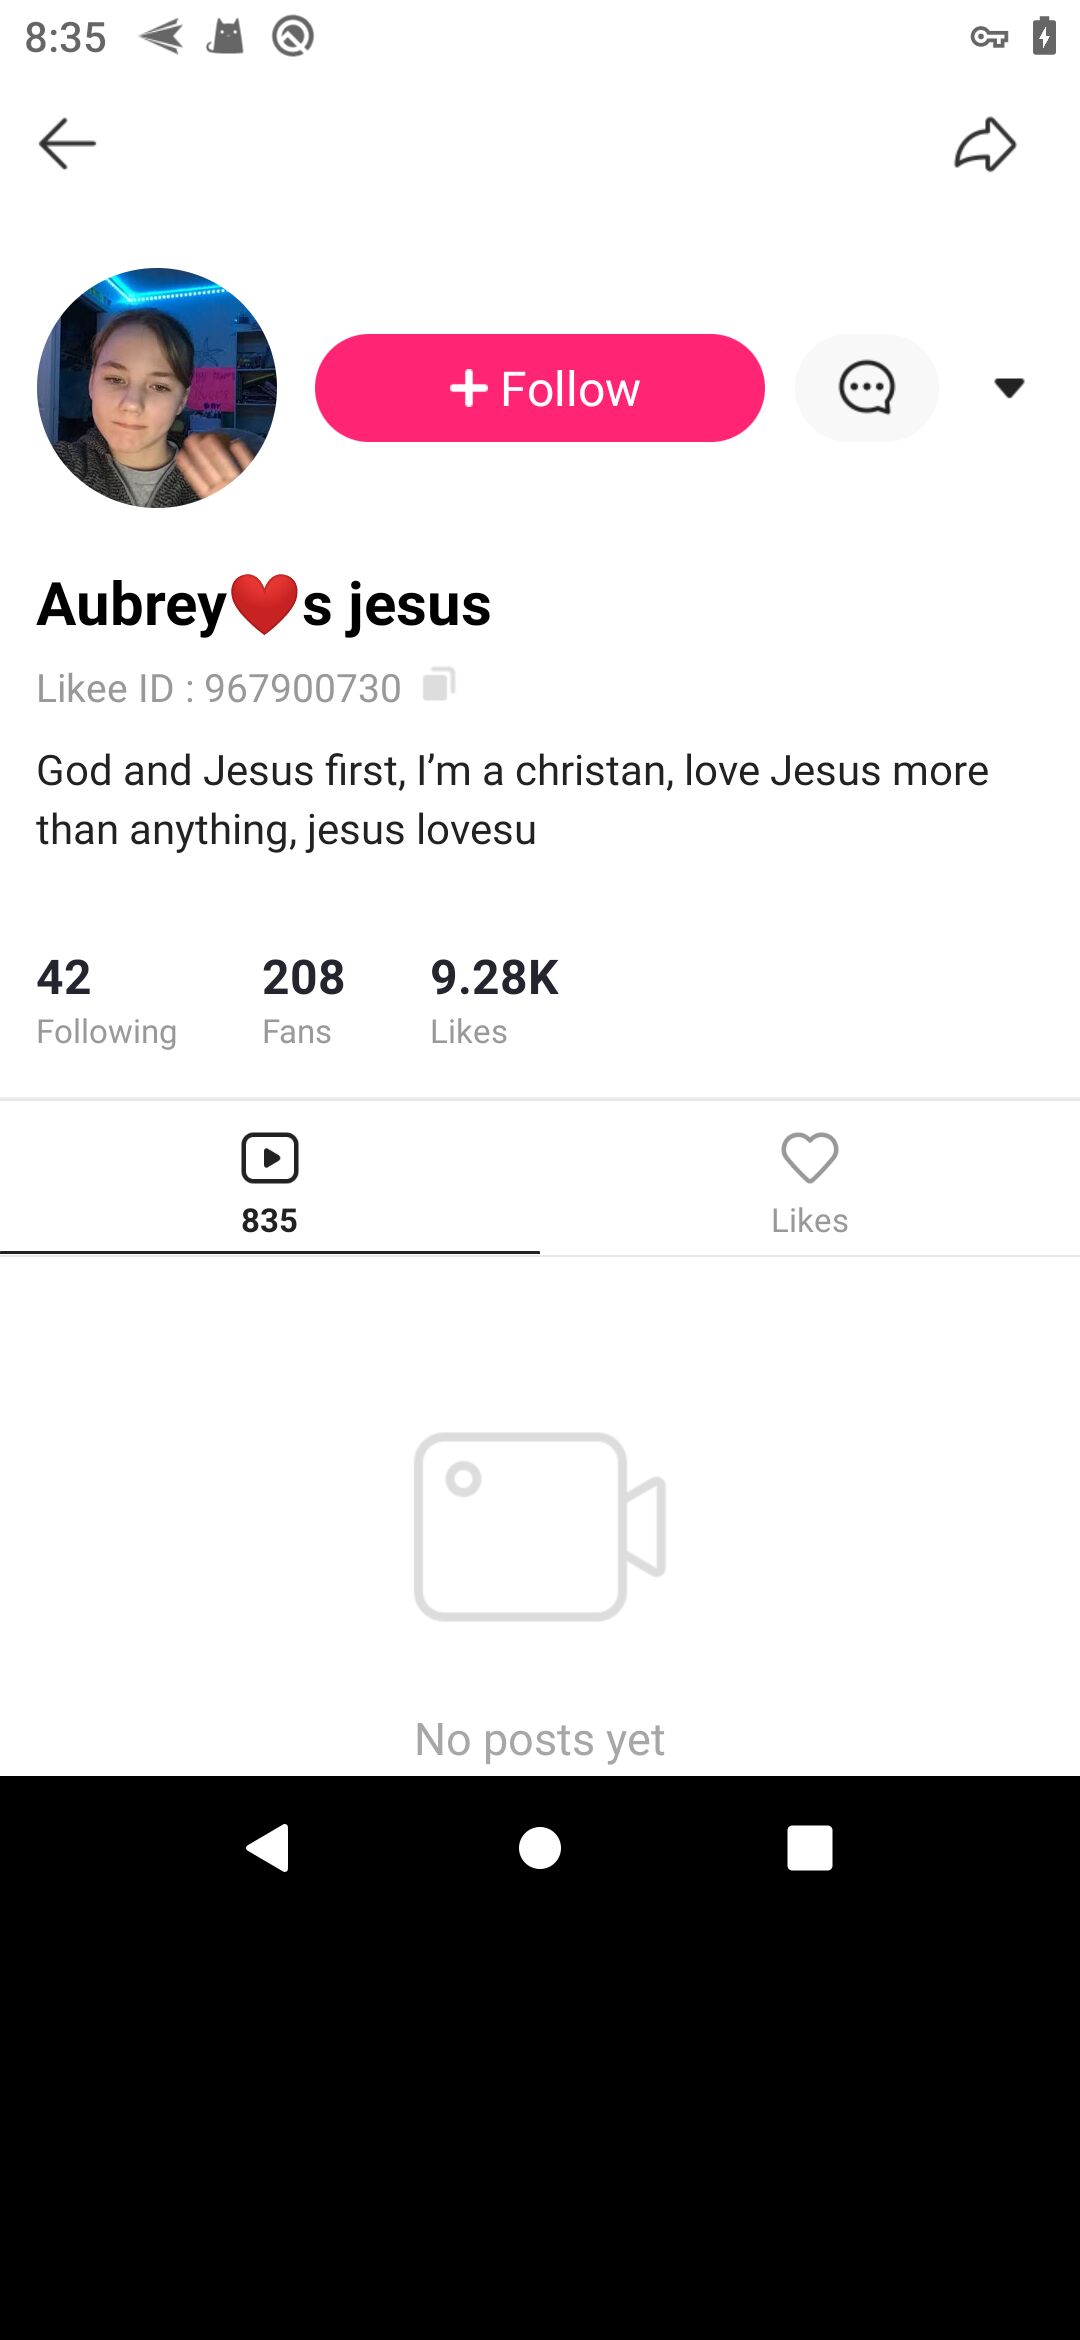 8:35
Follow
Aubrey❤️s jesus
Likee ID : 967900730
God and Jesus first, I’m a christan, love Jesus more
than anything, jesus lovesu
42 208 9.28K
Following Fans Likes
835 Likes
No posts yet